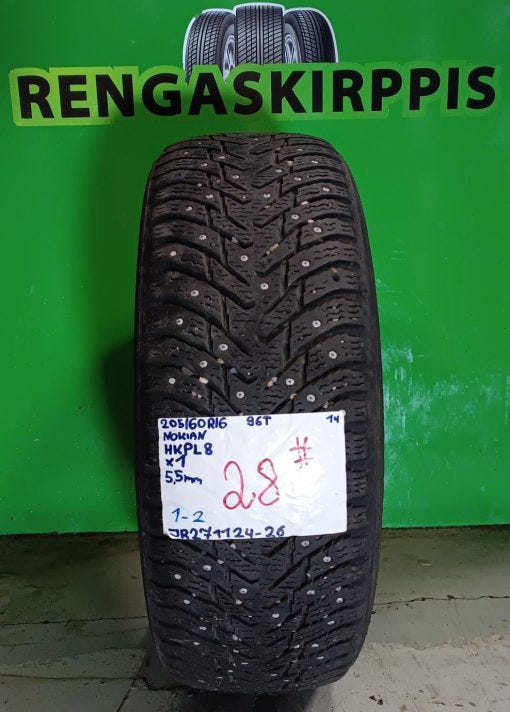 RENGASKIRPPIS
205/60R16 96T 14
NOKIAN
HKPL8
x1
5,5mm
28 #
1-2
JR271124-26